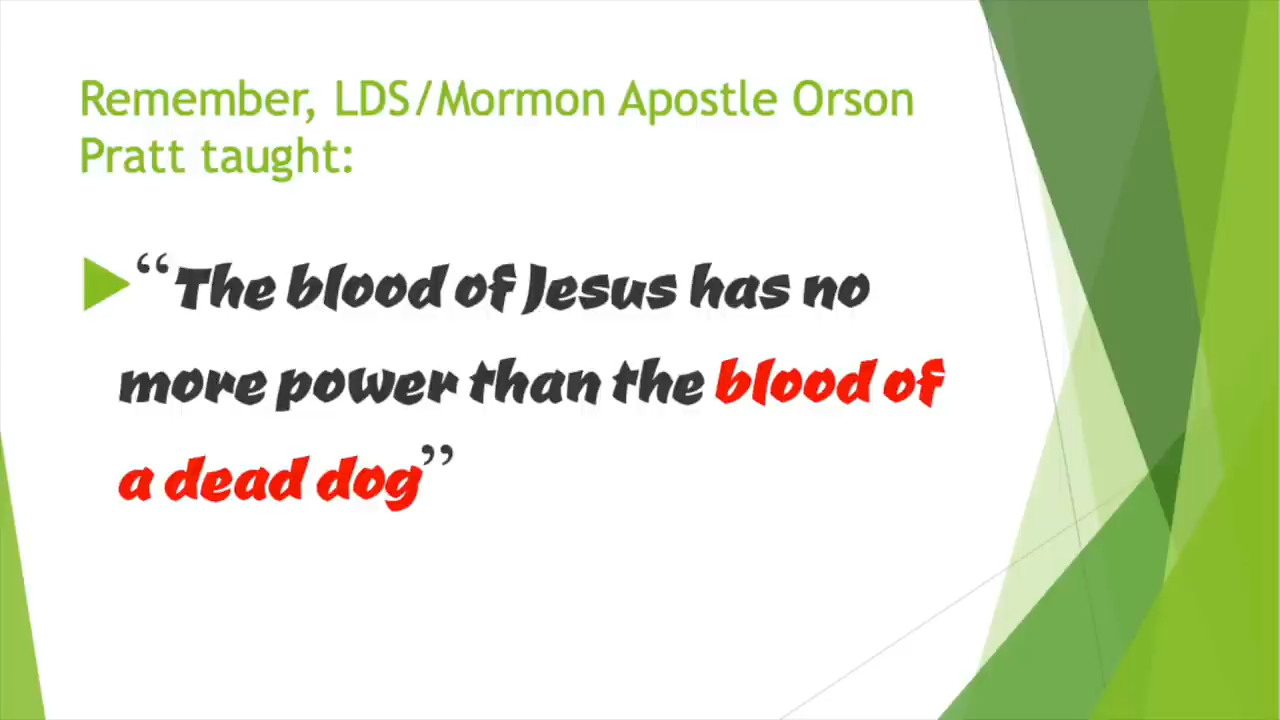 Remember, LDS/Mormon Apostle Orson
Pratt taught:
“The blood of Jesus has no
more power than the blood of
a dead dog”